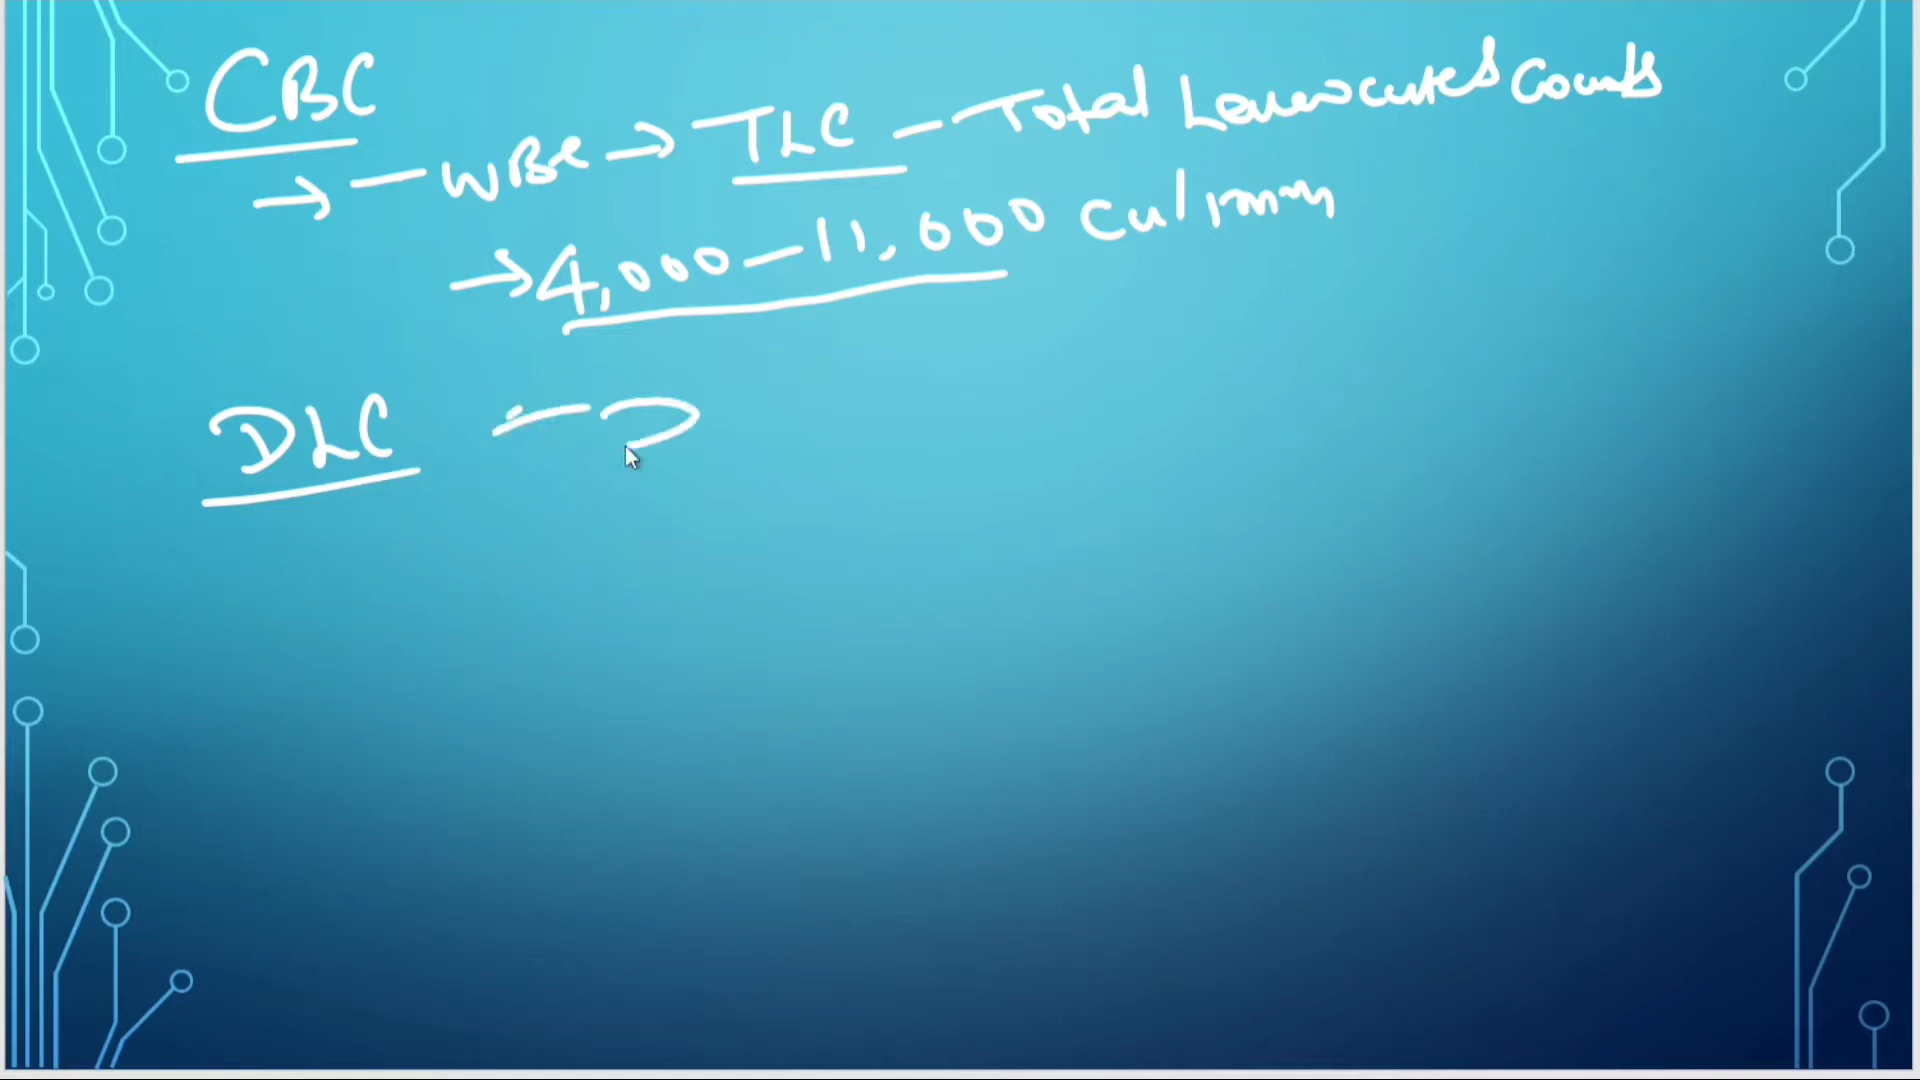 CBC
→ — WBC → TLC — Total Leucocytes Counts
→ 4,000 — 11,000 cu/mm
DLC —